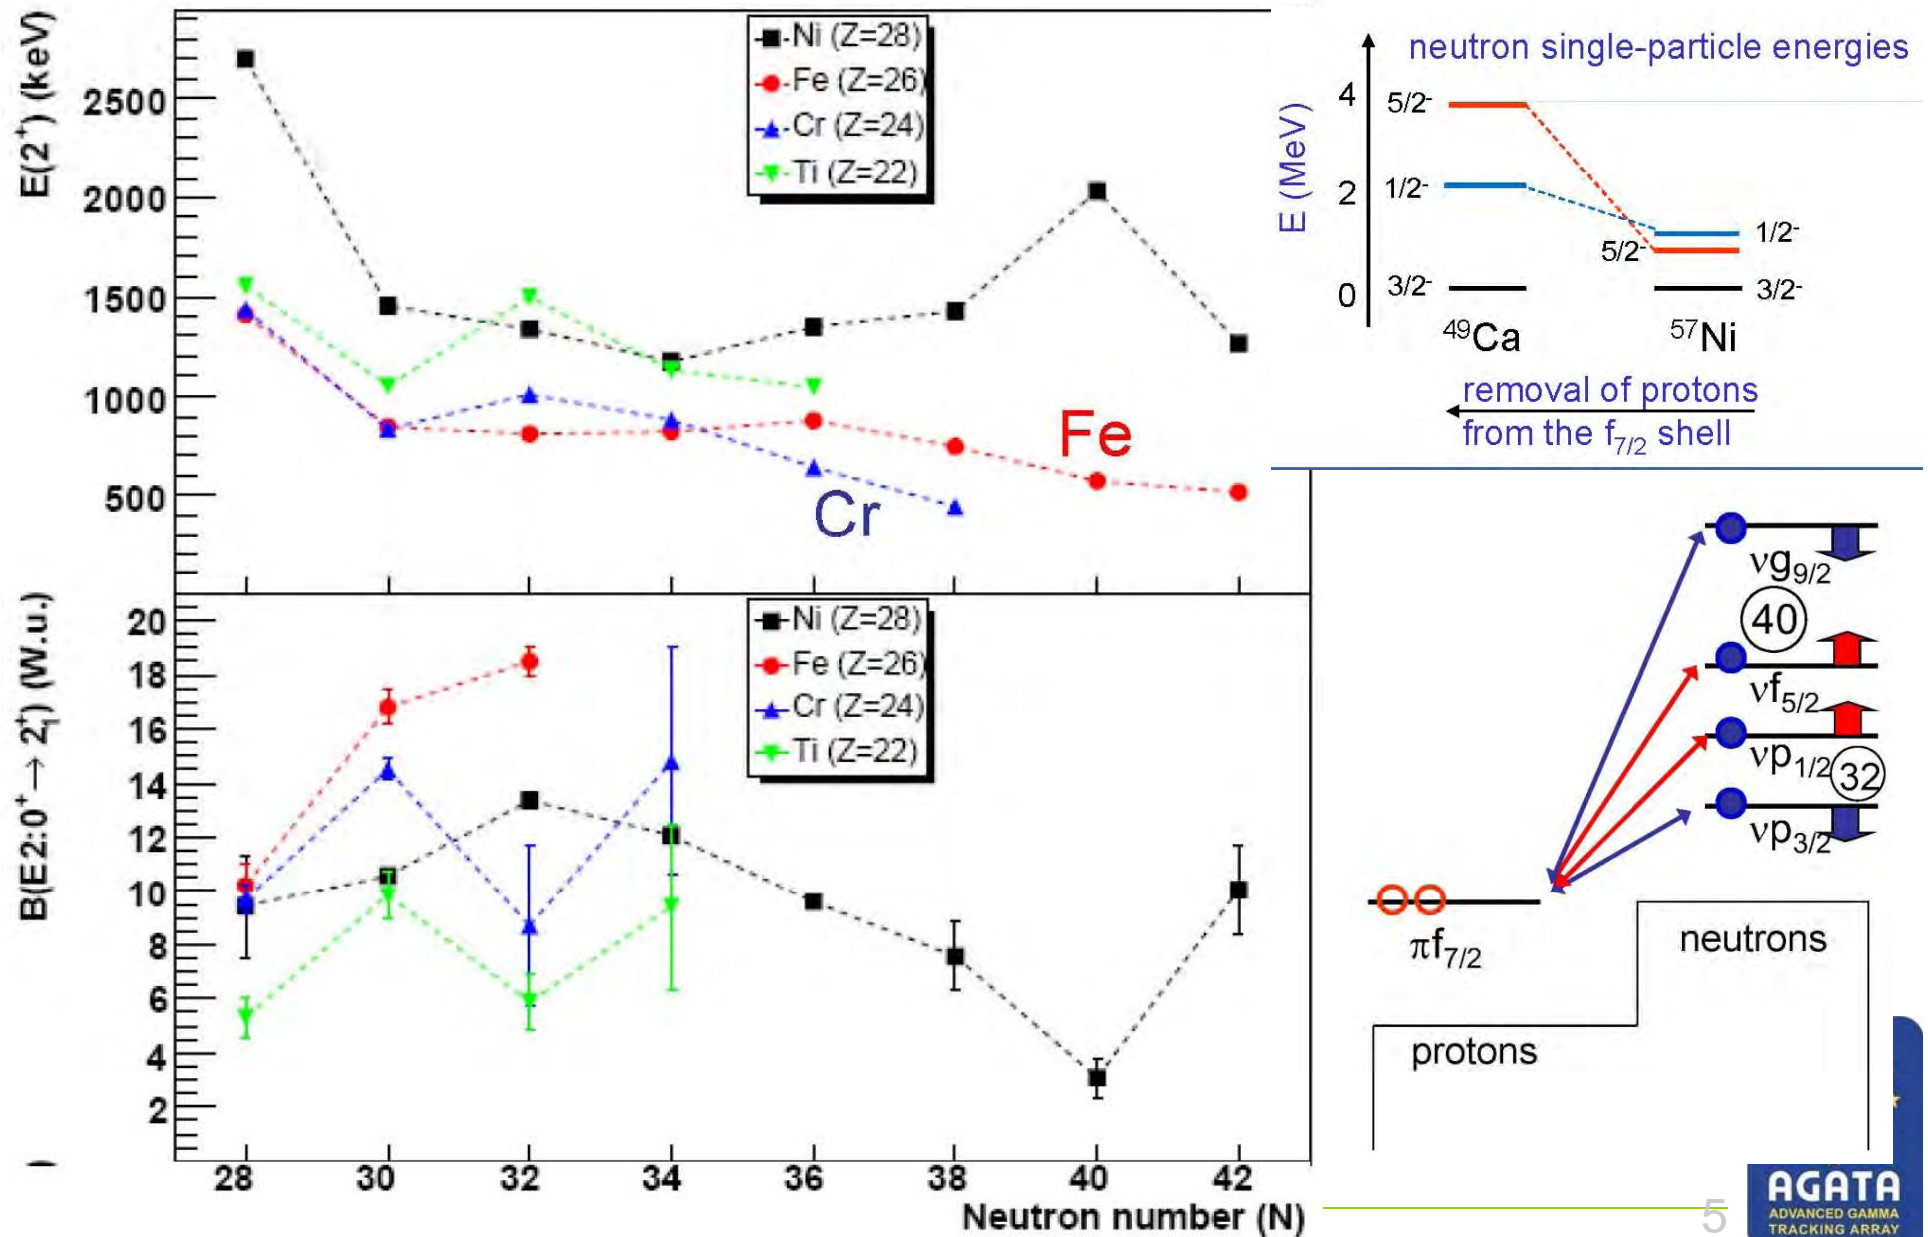 E(2⁺) (keV)
2500
2000
1500
1000
500
Ni (Z=28)
Fe (Z=26)
Cr (Z=24)
Ti (Z=22)
Fe
Cr
B(E2:0⁺→ 2₁⁺) (W.u.)
20
18
16
14
12
10
8
6
4
2
Ni (Z=28)
Fe (Z=26)
Cr (Z=24)
Ti (Z=22)
28 30 32 34 36 38 40 42
Neutron number (N)
neutron single-particle energies
E (MeV)
4
2
0
5/2⁻
1/2⁻
3/2⁻
1/2⁻
5/2⁻
3/2⁻
⁴⁹Ca ⁵⁷Ni
removal of protons
from the f₇/₂ shell
νg₉/₂
40
νf₅/₂
νp₁/₂
32
νp₃/₂
πf₇/₂
neutrons
protons
5
AGATA
ADVANCED GAMMA
TRACKING ARRAY